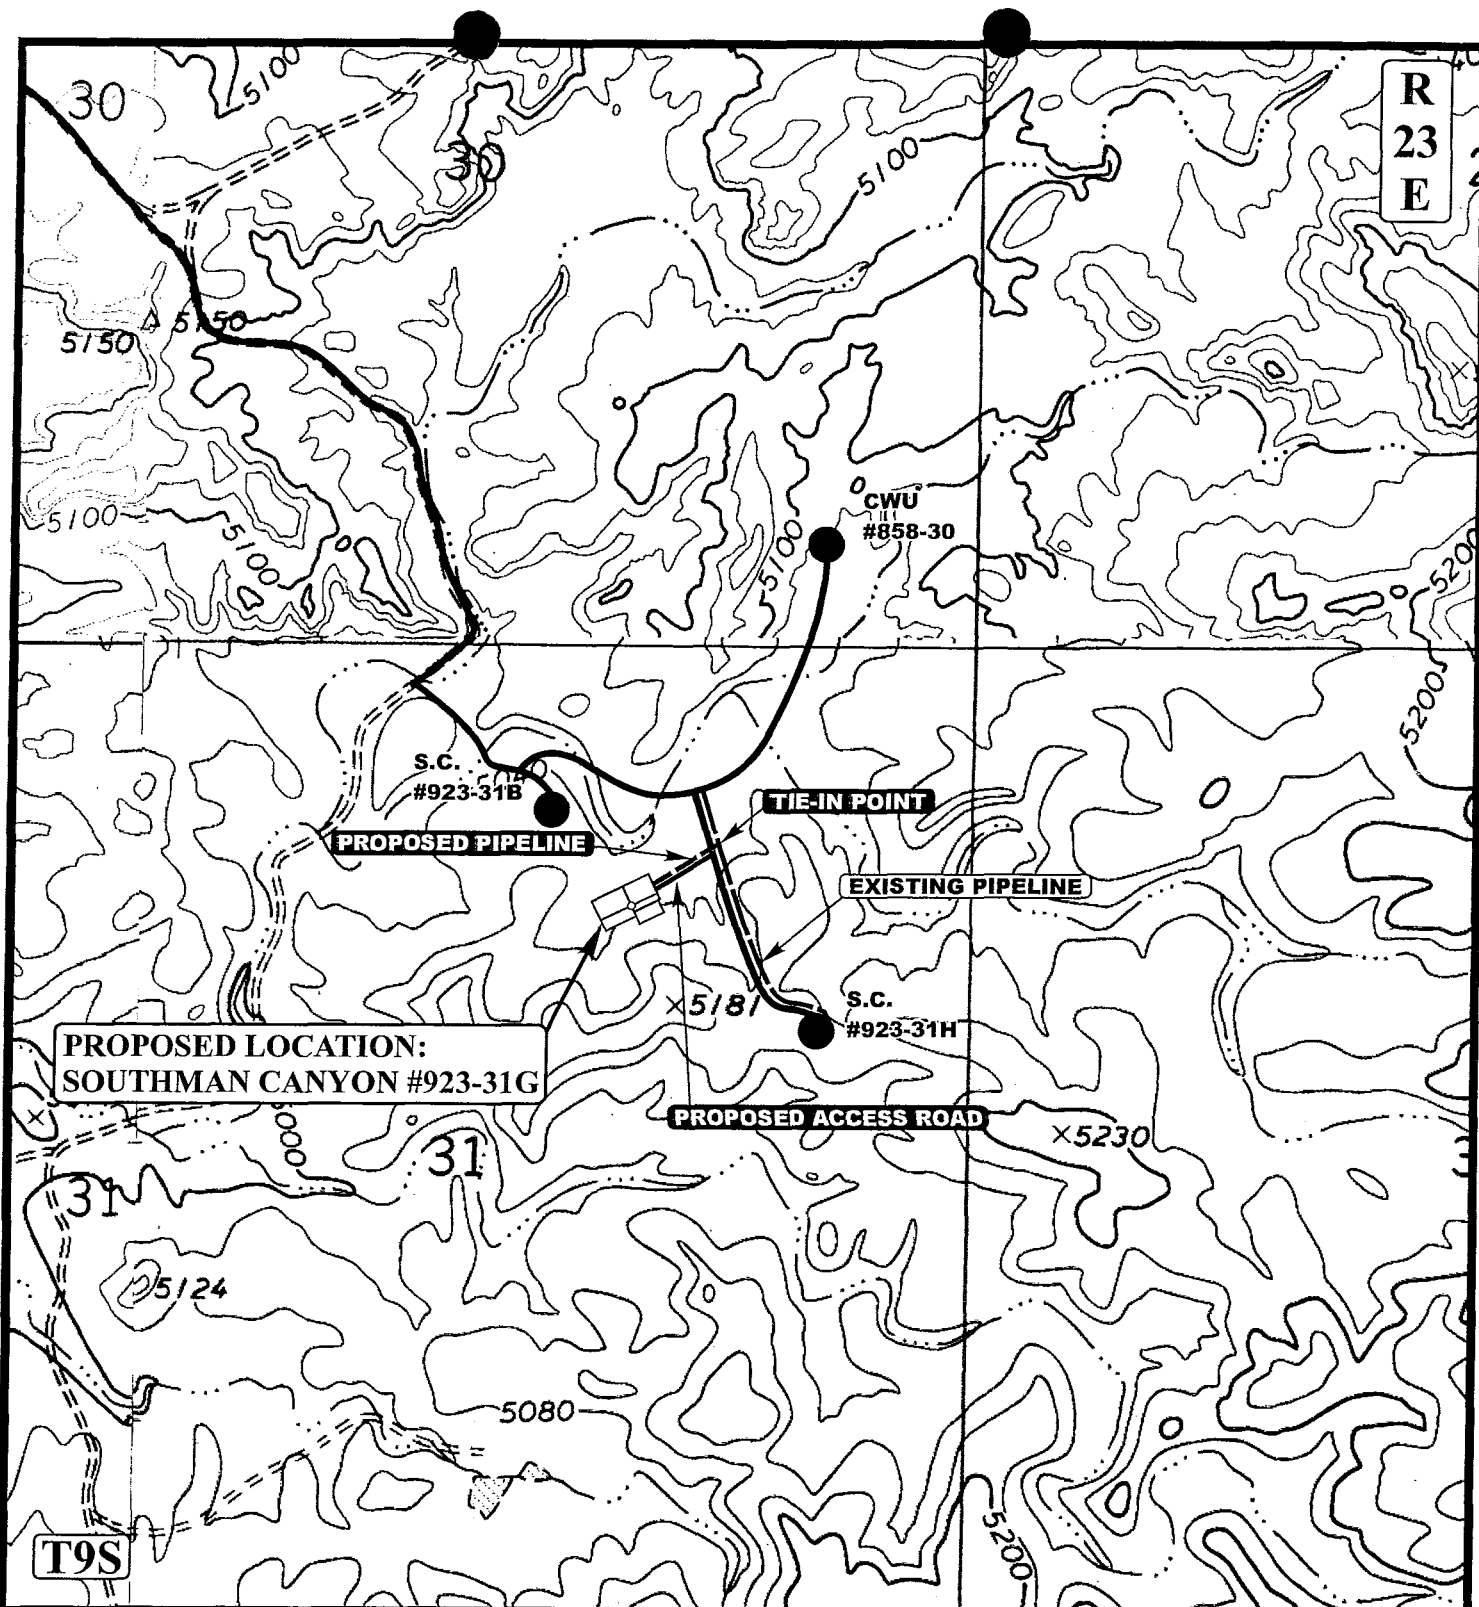 30
5100
30
5100
R
23
E
5150
5150
CWU
#858-30
5100
5100
5100
5200
5200
S.C.
#923-31B
5040
TIE-IN POINT
PROPOSED PIPELINE
EXISTING PIPELINE
×5181
S.C.
#923-31H
PROPOSED LOCATION:
SOUTHMAN CANYON #923-31G
PROPOSED ACCESS ROAD
×5230
31
31
5124
5080
5200
T9S